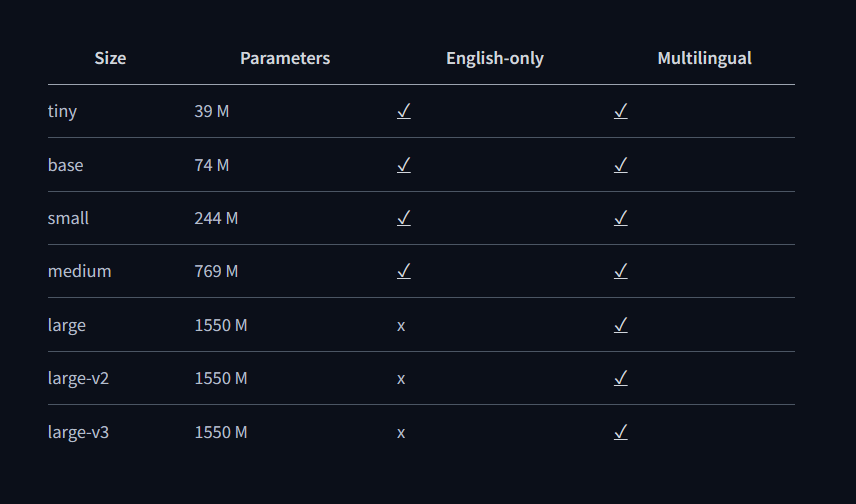 Size Parameters English-only Multilingual
tiny 39 M ✓ ✓
base 74 M ✓ ✓
small 244 M ✓ ✓
medium 769 M ✓ ✓
large 1550 M x ✓
large-v2 1550 M x ✓
large-v3 1550 M x ✓